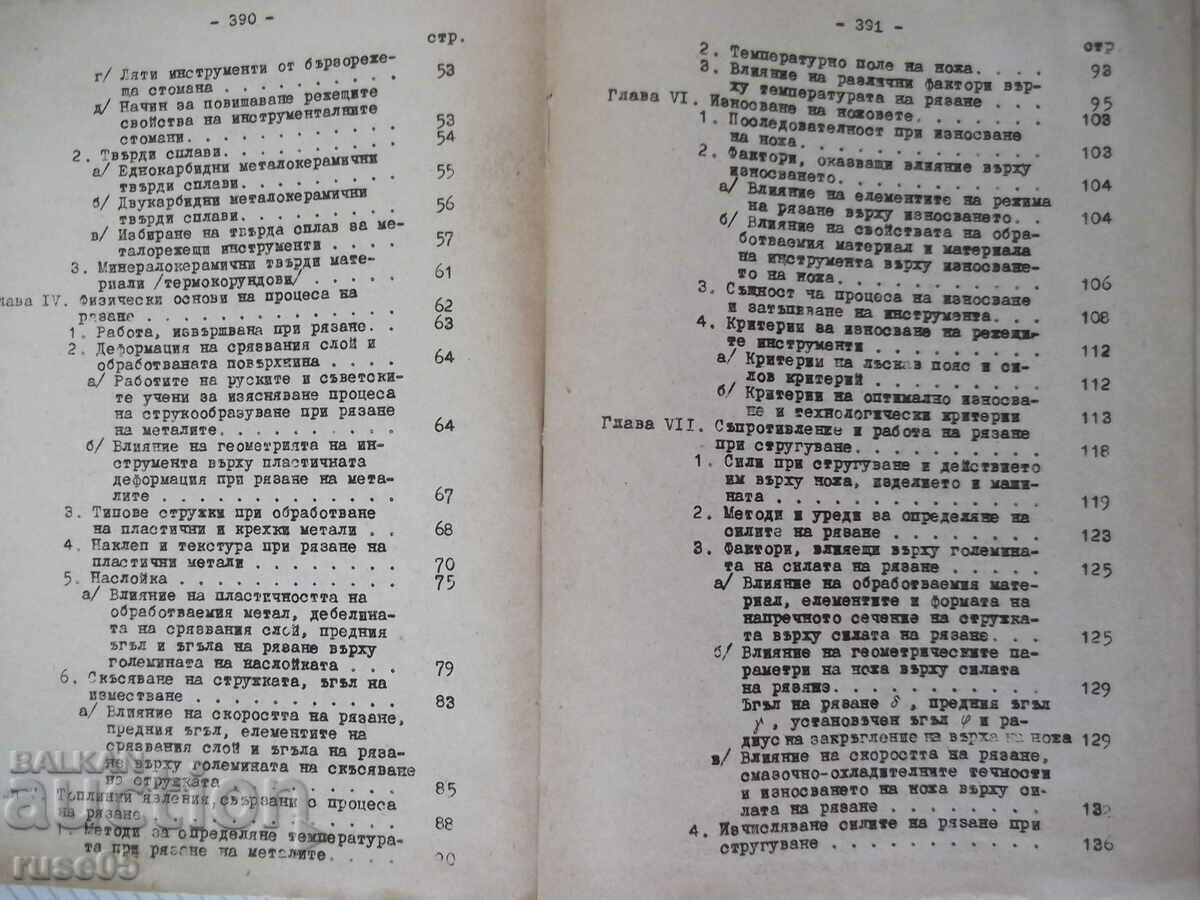 - 390 -
стр.
г/ Ляти инструменти от бързореже-
ща стомана . . . . . . . . . 53
д/ Начин за повишаване режещите
свойства на инструменталните
стомани. . . . . . . . . . . 53
2. Твърди сплави. . . . . . . . . . 54
а/ Еднокарбидни металокерамични
твърди сплави. . . . . . . . 55
б/ Двукарбидни металокерамични
твърди сплави. . . . . . . . 56
в/ Избиране на твърда сплав за ме-
талорежещи инструменти . . . . 57
3. Минералокерамични твърди мате-
риали /термокорундови/ . . . . . 61
лава IV. Физически основи на процеса на
рязане . . . . . . . . . . . . . 62
1. Работа, извършвана при рязане. . 63
2. Деформация на срязвания слой и
обработваната повърхнина . . . . 64
а/ Работите на руските и съветски-
те учени за изясняване процеса
на струкообразуване при рязане
на металите. . . . . . . . . 64
б/ Влияние на геометрията на ин-
струмента върху пластичната
деформация при рязане на мета-
лите . . . . . . . . . . . . 67
3. Типове стружки при обработване
на пластични и крехки метали . . 68
4. Наклеп и текстура при рязане на
пластични метали . . . . . . . . 70
5. Наслойка . . . . . . . . . . . . 75
а/ Влияние на пластичността на
обработваемия метал, дебелина-
та на срязвания слой, предния
ъгъл и ъгъла на рязане върху
големината на наслойката . . . 79
6. Скъсяване на стружката, ъгъл на
изместване . . . . . . . . . . . 83
а/ Влияние на скоростта на рязане,
предния ъгъл, елементите на
срязвания слой и ъгъла на ряза-
не върху големината на скъсяване
на стружката . . . . . . . . 85
Топлинни явления, свързани с процеса
на рязане. . . . . . . . . . . . 88
Методи за определяне температура-
та при рязане на металите. . . .
- 391 -
стр.
2. Температурно поле на ножа. . . . 93
3. Влияние на различни фактори вър-
ху температурата на рязане . . . 95
Глава VI. Износване на ножовете. . . . . . 103
1. Последователност при износване
на ножа. . . . . . . . . . . . . 103
2. Фактори, оказващи влияние върху
износването. . . . . . . . . . . 104
а/ Влияние на елементите на режима
на рязане върху износването. . 104
б/ Влияние на свойствата на обра-
ботваемия материал и материала
на инструмента върху износване-
то на ножа. . . . . . . . . . 106
3. Същност ча процеса на износване
и затъпяване на инструмента. . . 108
4. Критерии за износване на режещи-
те инструменти . . . . . . . . . 112
а/ Критерии на лъскав пояс и си-
лов критерий . . . . . . . . 112
б/ Критерии на оптимално износва-
не и технологически критерии 113
Глава VII. Съпротивление и работа на рязане
при стругуване. . . . . . . . . . 118
1. Сили при стругуване и действието
им върху ножа, изделието и маши-
ната . . . . . . . . . . . . . . 119
2. Методи и уреди за определяне на
силите на рязане . . . . . . . . 123
3. Фактори, влияещи върху големина-
та на силата на рязане . . . . . 125
а/ Влияние на обработваемия мате-
риал, елементите и формата на
напречното сечение на стружка-
та върху силата на рязане. . . 125
б/ Влияние на геометрическите па-
раметри на ножа върху силата
на рязянз. . . . . . . . . . 129
Ъгъл на рязане δ, предния ъгъл
γ, установъчен ъгъл φ и ра-
диус на закръгление на върха на ножа 129
в/ Влияние на скоростта на рязане,
смазочно-охладителните течности
и износването на ножа върху си-
лата на рязане . . . . . . . 132
4. Изчисляване силите на рязане при
стругуване . . . . . . . . . . . 136
BALKAN
auction
ruse05